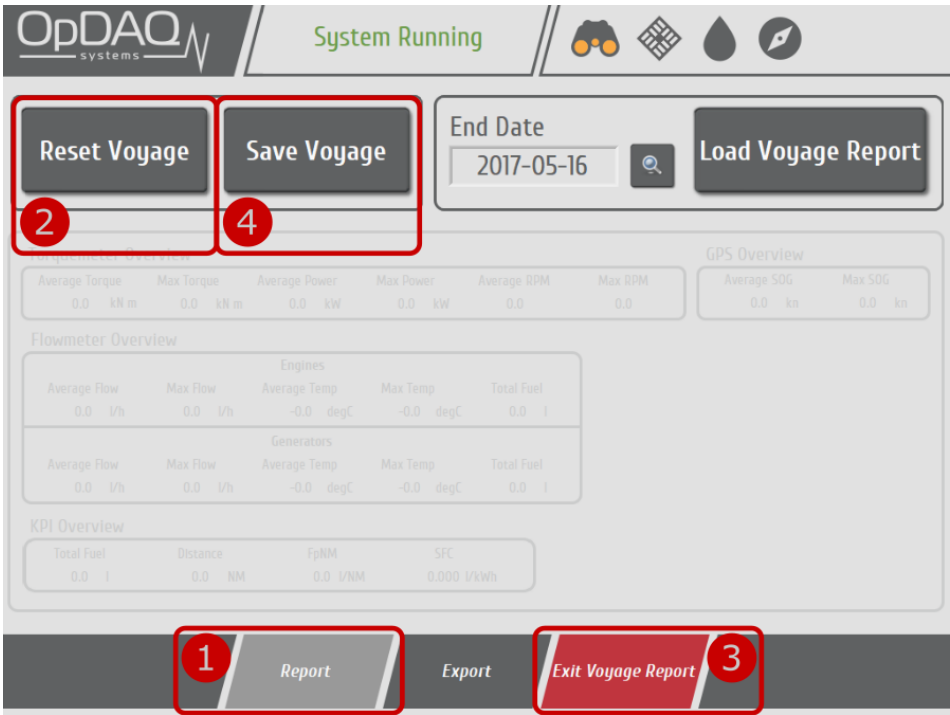 OpDAQ
systems
System Running
Reset Voyage
Save Voyage
End Date
2017-05-16
Load Voyage Report
2
4
Torquemeter Overview
GPS Overview
Average Torque Max Torque Average Power Max Power Average RPM Max RPM
0.0 kN m 0.0 kN m 0.0 kW 0.0 kW 0.0 0.0
Average SOG Max SOG
0.0 kn 0.0 kn
Flowmeter Overview
Engines
Average Flow Max Flow Average Temp Max Temp Total Fuel
0.0 l/h 0.0 l/h -0.0 degC -0.0 degC 0.0 l
Generators
Average Flow Max Flow Average Temp Max Temp Total Fuel
0.0 l/h 0.0 l/h -0.0 degC -0.0 degC 0.0 l
KPI Overview
Total Fuel Distance FpNM SFC
0.0 l 0.0 NM 0.0 l/NM 0.000 l/kWh
1
Report
Export
Exit Voyage Report
3